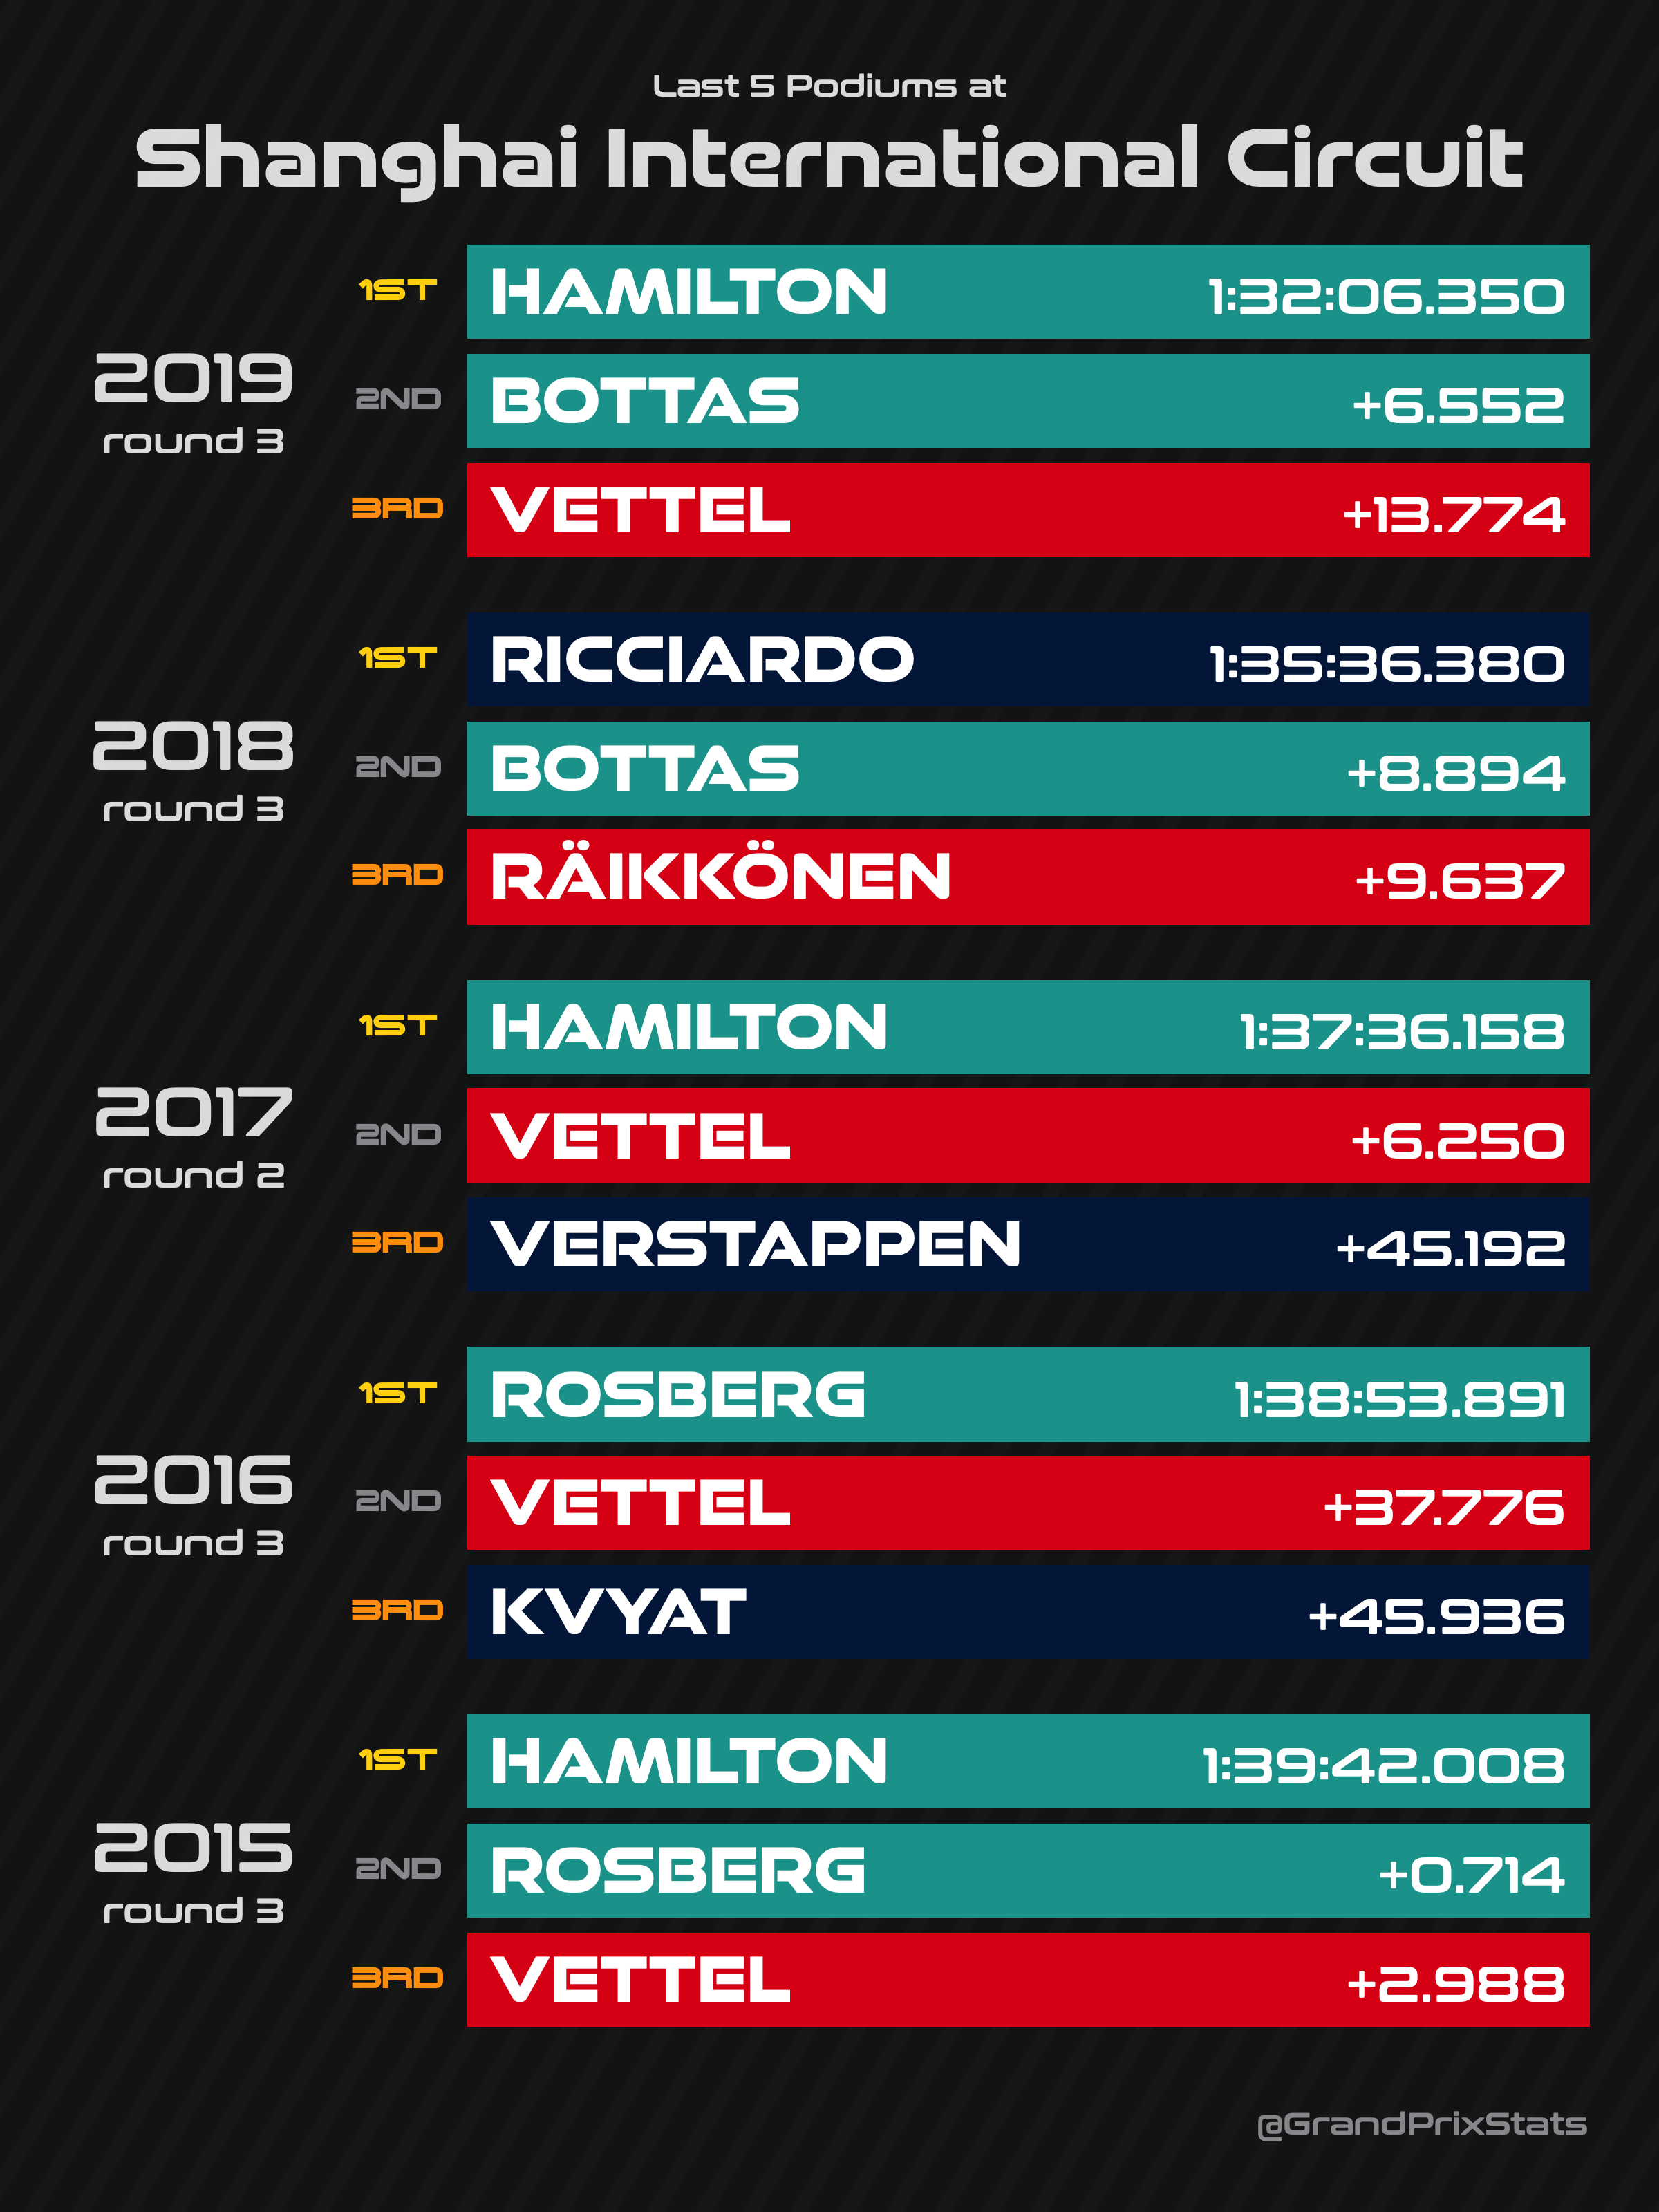 Last 5 Podiums at
Shanghai International Circuit
2019
round 3
1ST HAMILTON 1:32:06.350
2ND BOTTAS +6.552
3RD VETTEL +13.774
2018
round 3
1ST RICCIARDO 1:35:36.380
2ND BOTTAS +8.894
3RD RÄIKKÖNEN +9.637
2017
round 2
1ST HAMILTON 1:37:36.158
2ND VETTEL +6.250
3RD VERSTAPPEN +45.192
2016
round 3
1ST ROSBERG 1:38:53.891
2ND VETTEL +37.776
3RD KVYAT +45.936
2015
round 3
1ST HAMILTON 1:39:42.008
2ND ROSBERG +0.714
3RD VETTEL +2.988
@GrandPrixStats